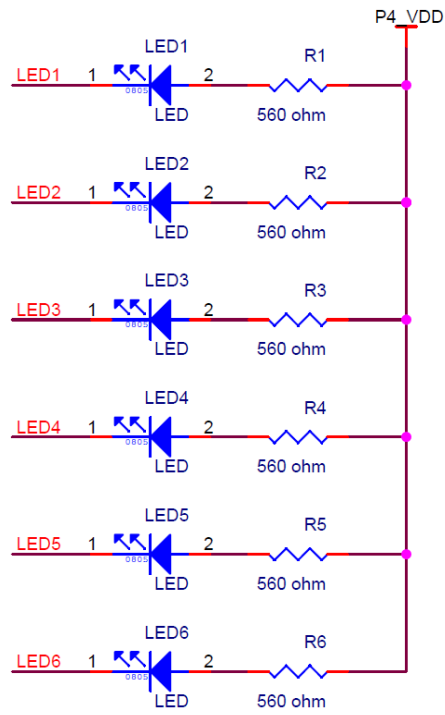 P4_VDD
LED1 R1
LED1 1 2
0805
LED 560 ohm
LED2 R2
LED2 1 2
0805
LED 560 ohm
LED3 R3
LED3 1 2
0805
LED 560 ohm
LED4 R4
LED4 1 2
0805
LED 560 ohm
LED5 R5
LED5 1 2
0805
LED 560 ohm
LED6 R6
LED6 1 2
0805
LED 560 ohm